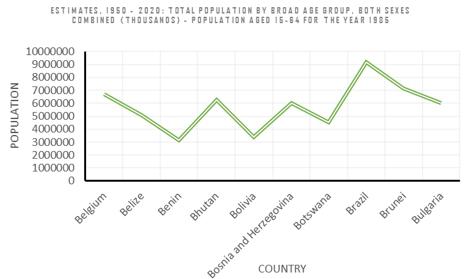 ESTIMATES, 1950 - 2020: TOTAL POPULATION BY BROAD AGE GROUP, BOTH SEXES
COMBINED (THOUSANDS) - POPULATION AGED 15-64 FOR THE YEAR 1985
POPULATION
10000000
9000000
8000000
7000000
6000000
5000000
4000000
3000000
2000000
1000000
0
Belgium
Belize
Benin
Bhutan
Bolivia
Bosnia and Herzegovina
Botswana
Brazil
Brunei
Bulgaria
COUNTRY